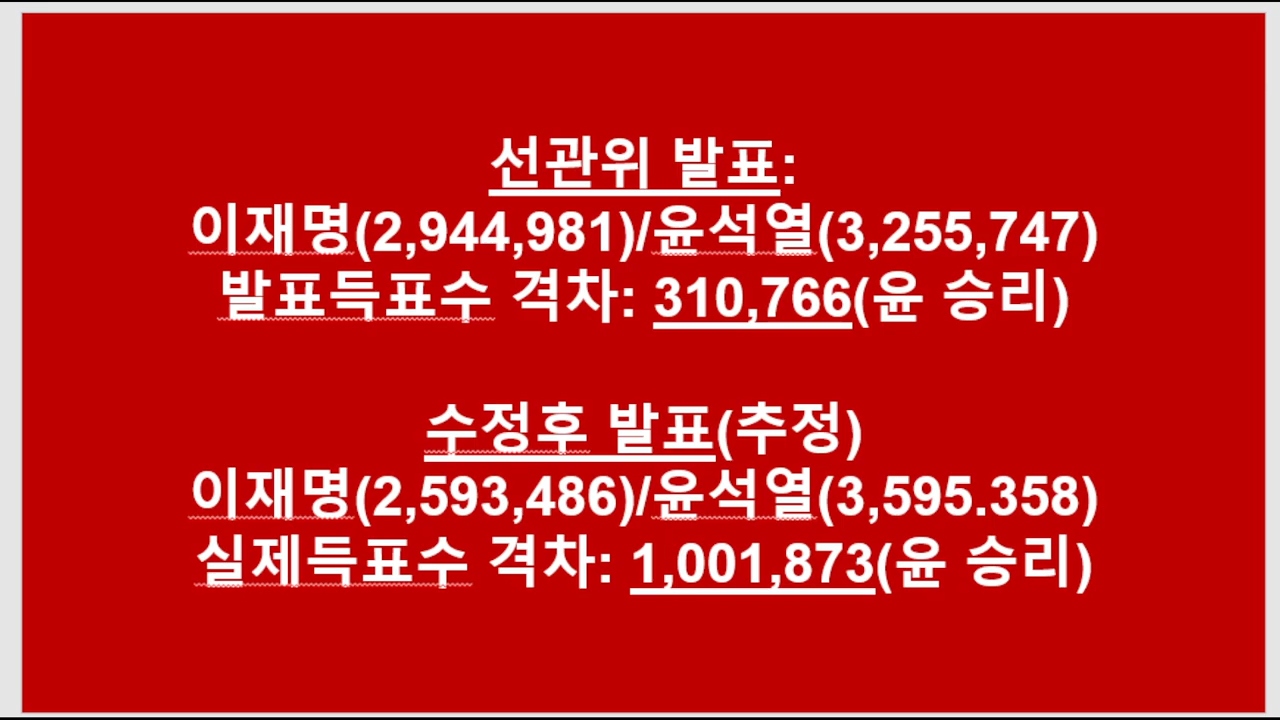 선관위 발표:
이재명(2,944,981)/윤석열(3,255,747)
발표득표수 격차: 310,766(윤 승리)
수정후 발표(추정)
이재명(2,593,486)/윤석열(3,595.358)
실제득표수 격차: 1,001,873(윤 승리)